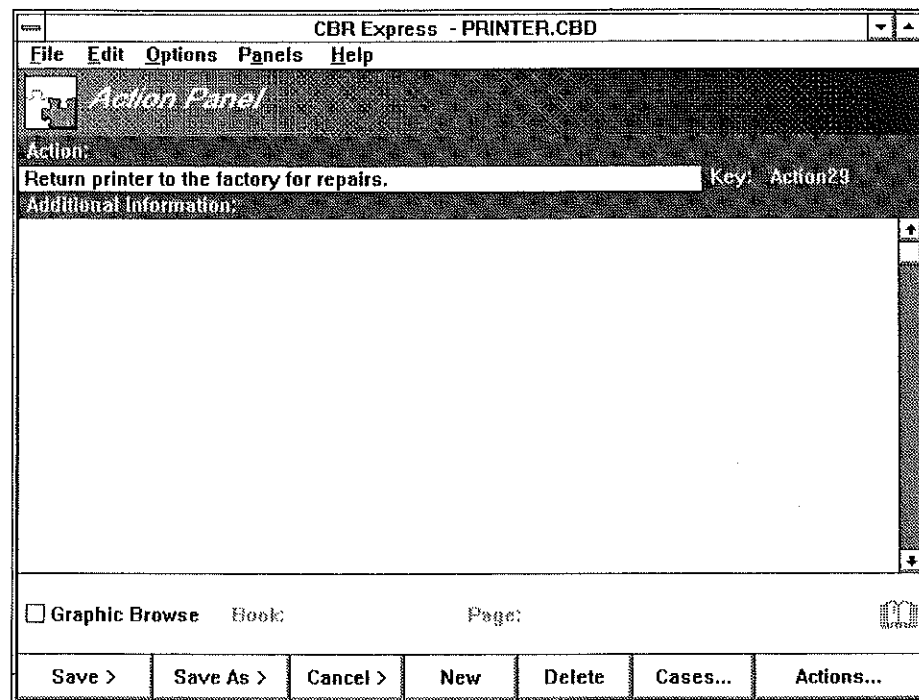 CBR Express - PRINTER.CBD
File Edit Options Panels Help
Action Panel
Action:
Return printer to the factory for repairs. Key: Action29
Additional Information:
Graphic Browse Book: Page:
Save > Save As > Cancel > New Delete Cases... Actions...